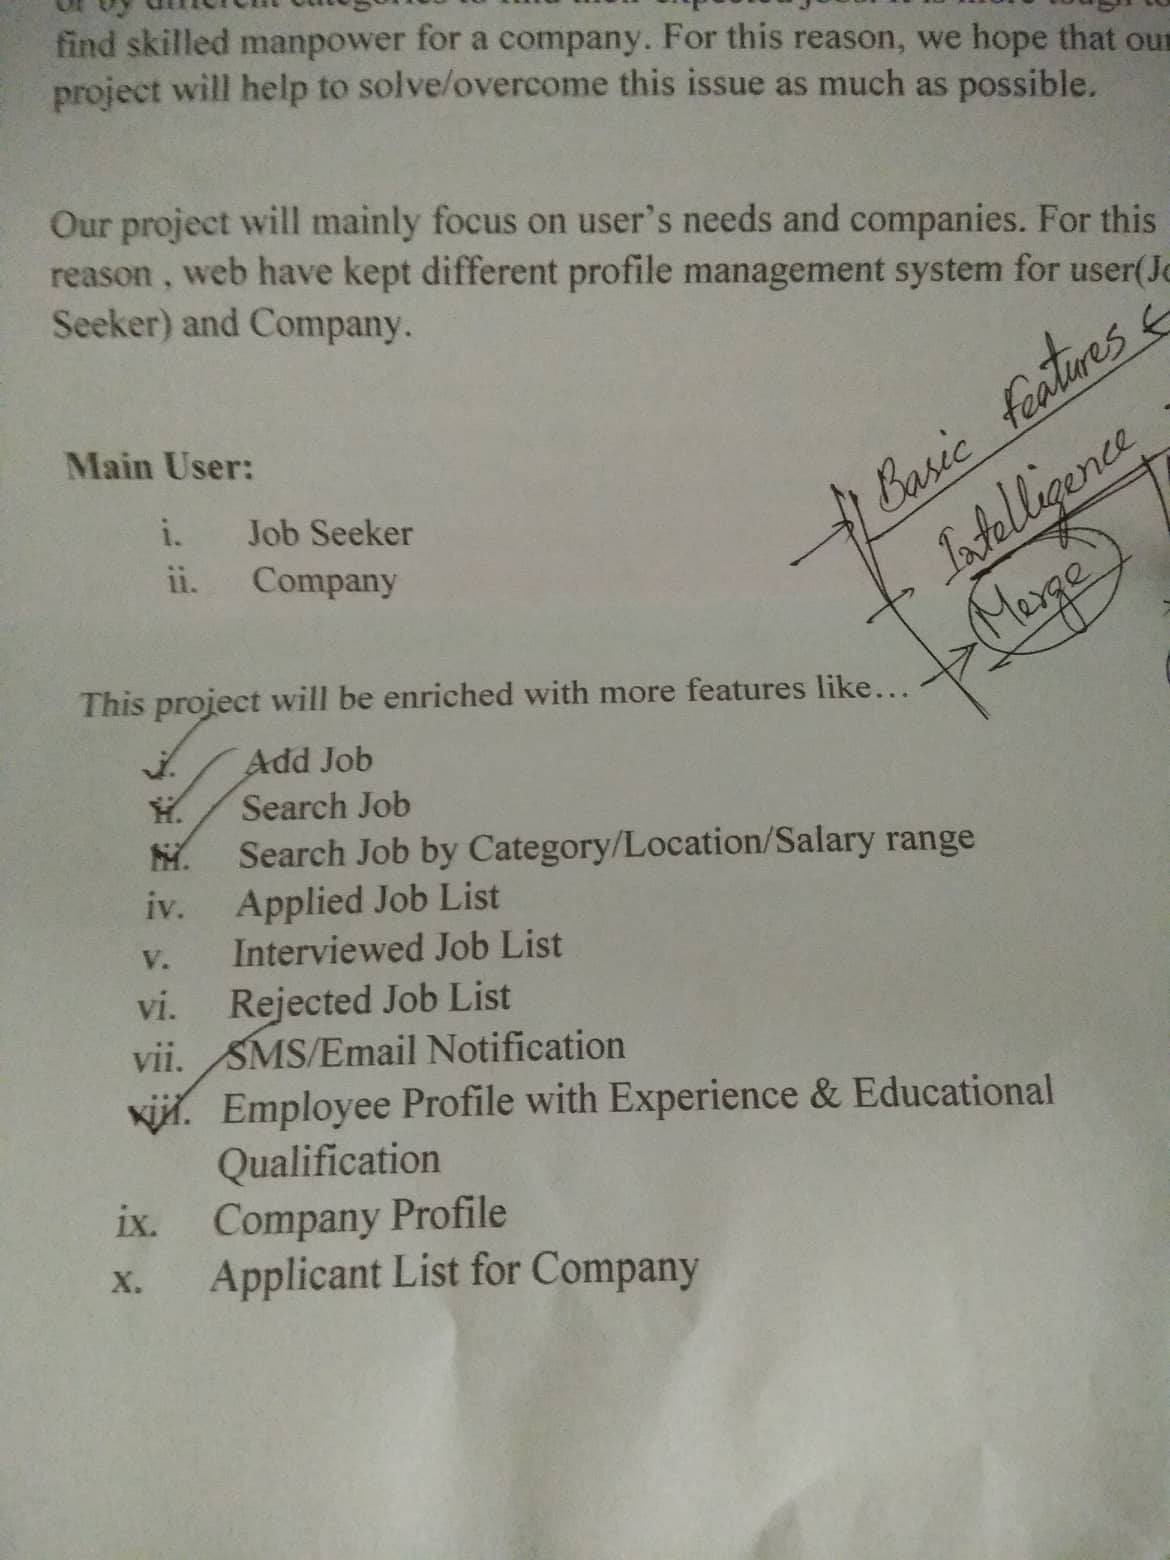 find skilled manpower for a company. For this reason, we hope that our
project will help to solve/overcome this issue as much as possible.
Our project will mainly focus on user's needs and companies. For this
reason , web have kept different profile management system for user(Jo
Seeker) and Company.
Basic Features
Intelligence
Merge
Main User:
i. Job Seeker
ii. Company
This project will be enriched with more features like...
i. Add Job
ii. Search Job
iii. Search Job by Category/Location/Salary range
iv. Applied Job List
v. Interviewed Job List
vi. Rejected Job List
vii. SMS/Email Notification
viii. Employee Profile with Experience & Educational
Qualification
ix. Company Profile
x. Applicant List for Company